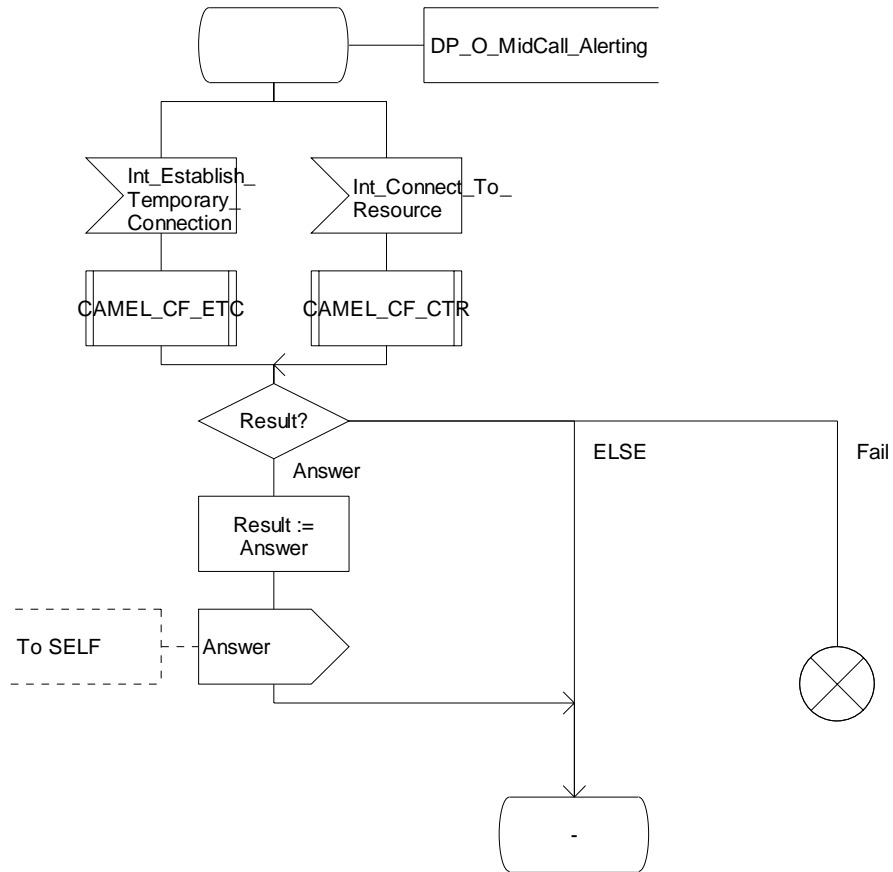 DP_O_MidCall_Alerting
Int_Establish_
Temporary_
Connection
Int_Connect_To_
Resource
CAMEL_CF_ETC
CAMEL_CF_CTR
Result?
ELSE
Fail
Answer
Result :=
Answer
To SELF
Answer
-